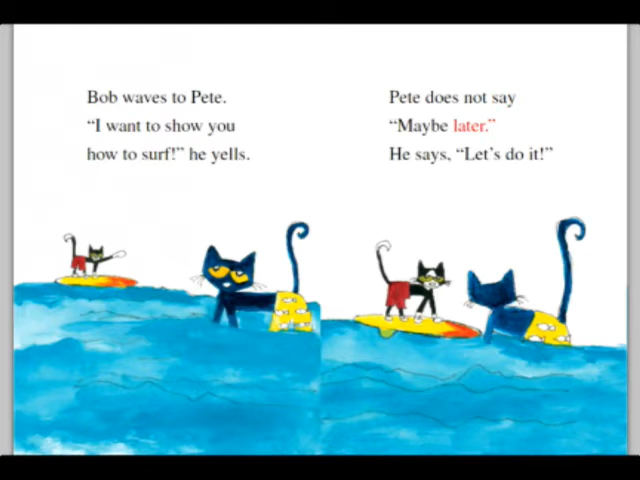 Bob waves to Pete.
“I want to show you
how to surf!” he yells.
Pete does not say
“Maybe later.”
He says, “Let’s do it!”